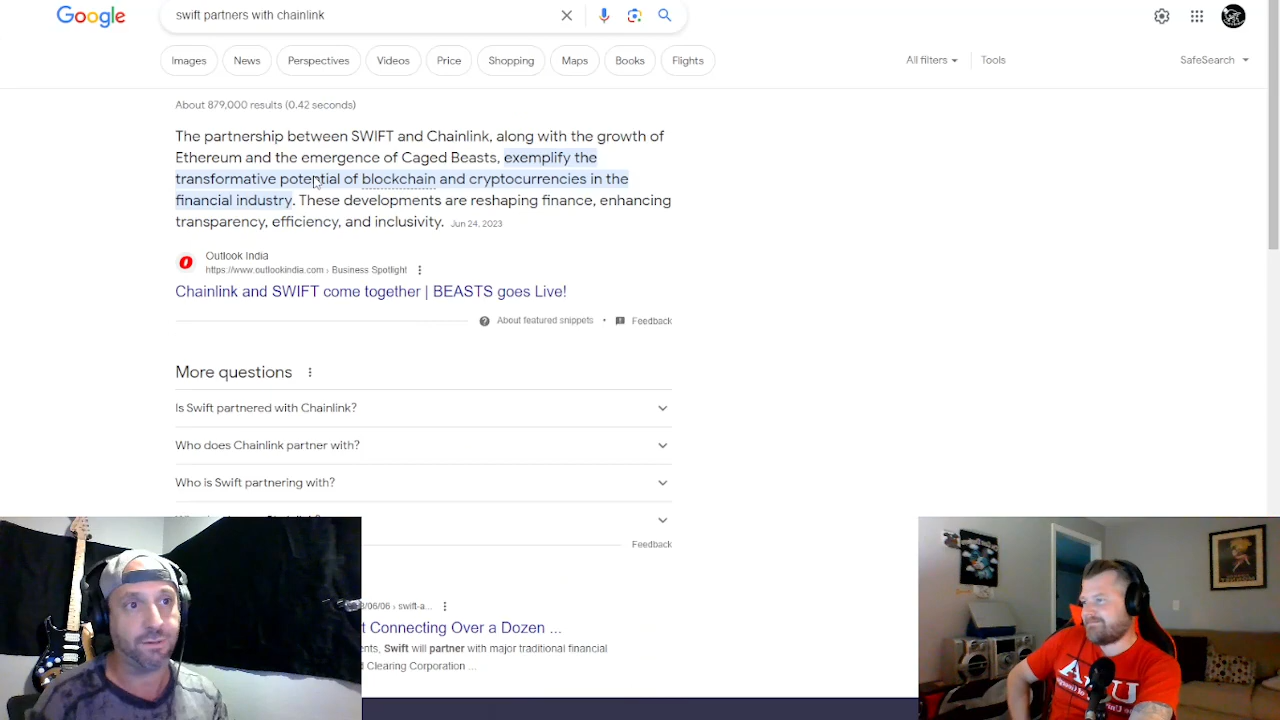 Google
swift partners with chainlink
Images
News
Perspectives
Videos
Price
Shopping
Maps
Books
Flights
All filters
Tools
SafeSearch
About 879,000 results (0.42 seconds)
The partnership between SWIFT and Chainlink, along with the growth of
Ethereum and the emergence of Caged Beasts, exemplify the
transformative potential of blockchain and cryptocurrencies in the
financial industry. These developments are reshaping finance, enhancing
transparency, efficiency, and inclusivity. Jun 24, 2023
Outlook India
https://www.outlookindia.com › Business Spotlight
Chainlink and SWIFT come together | BEASTS goes Live!
About featured snippets • Feedback
More questions
Is Swift partnered with Chainlink?
Who does Chainlink partner with?
Who is Swift partnering with?
Feedback
3/06/06 › swift-a...
t Connecting Over a Dozen ...
nts, Swift will partner with major traditional financial
d Clearing Corporation ...